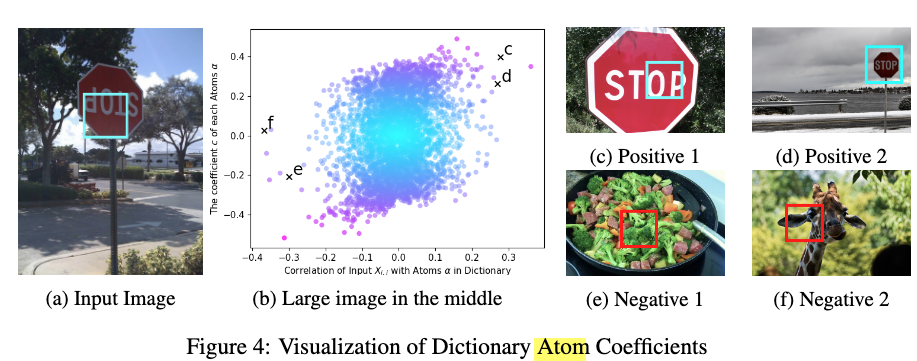 STOP
0.4
0.2
0.0
−0.2
−0.4
The coefficient c of each Atoms α
c
d
f
e
−0.4 −0.3 −0.2 −0.1 0.0 0.1 0.2 0.3
Correlation of Input Xi,j with Atoms α in Dictionary
STOP
STOP
(c) Positive 1
(d) Positive 2
(a) Input Image
(b) Large image in the middle
(e) Negative 1
(f) Negative 2
Figure 4: Visualization of Dictionary Atom Coefficients